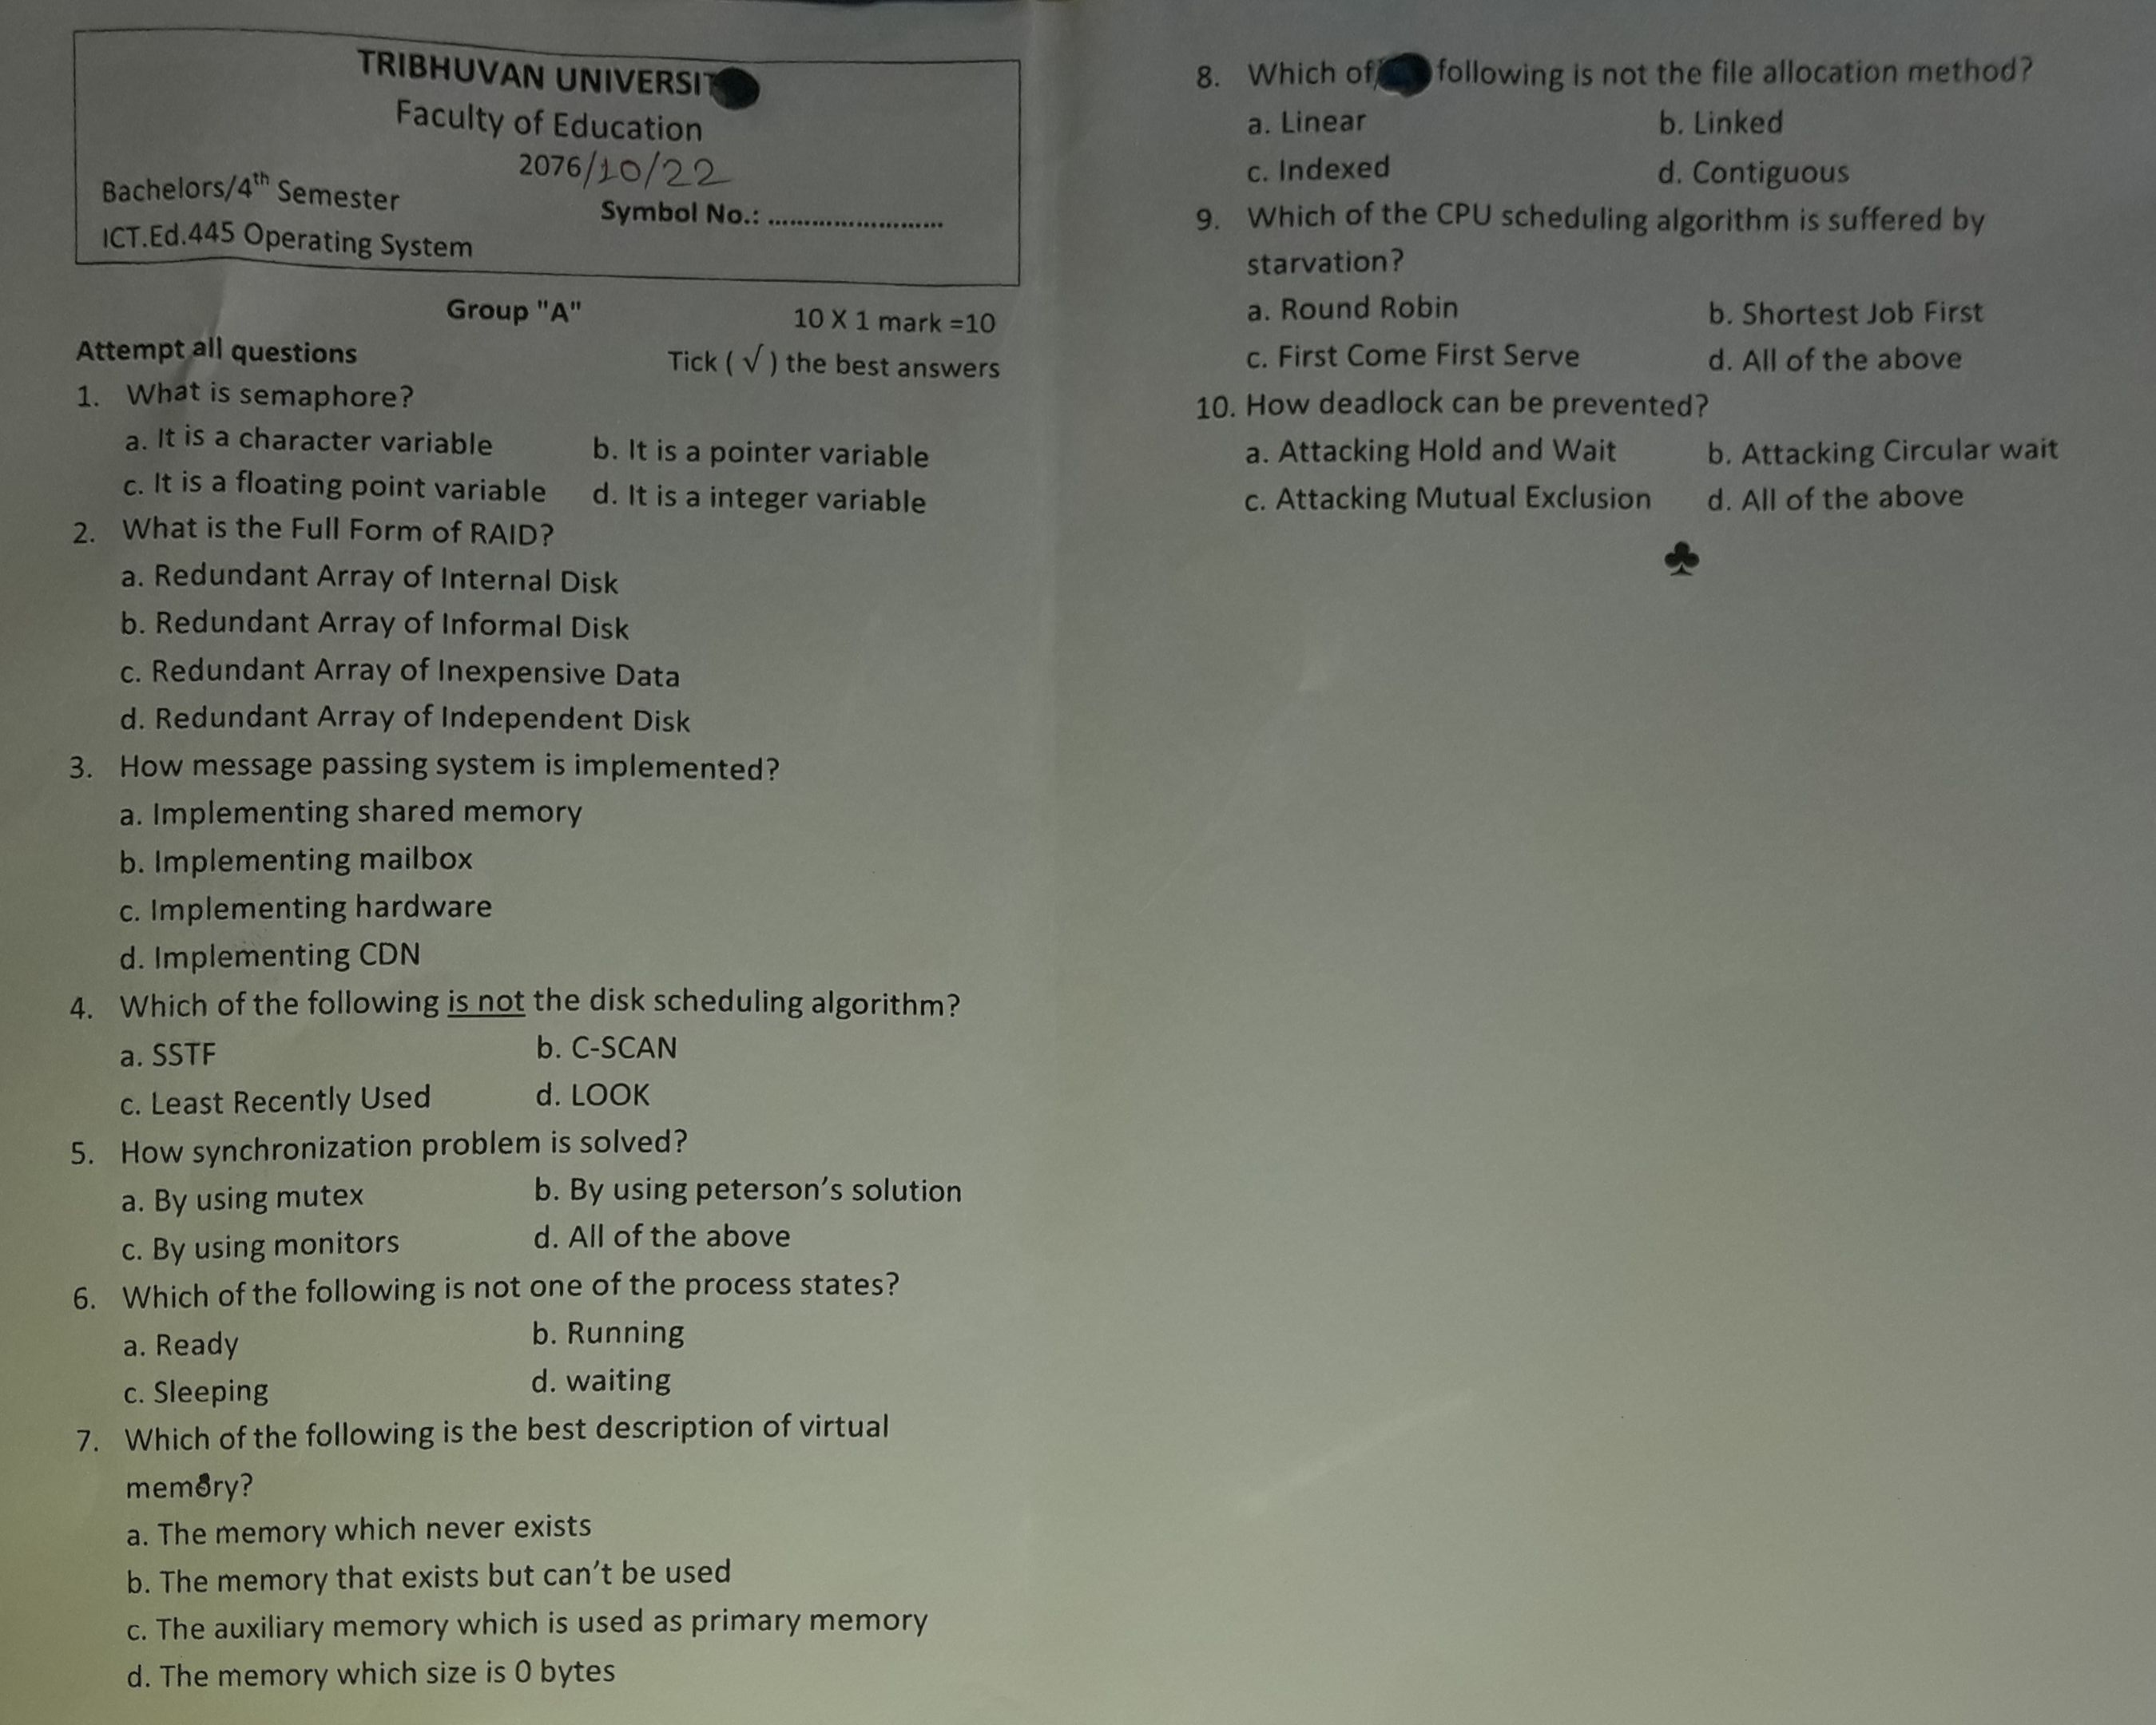 TRIBHUVAN UNIVERSIT
Faculty of Education
2076/10/22
Bachelors/4th Semester
Symbol No.: ........................
ICT.Ed.445 Operating System
Group "A"
10 X 1 mark =10
Attempt all questions
Tick ( √ ) the best answers
1. What is semaphore?
a. It is a character variable b. It is a pointer variable
c. It is a floating point variable d. It is a integer variable
2. What is the Full Form of RAID?
a. Redundant Array of Internal Disk
b. Redundant Array of Informal Disk
c. Redundant Array of Inexpensive Data
d. Redundant Array of Independent Disk
3. How message passing system is implemented?
a. Implementing shared memory
b. Implementing mailbox
c. Implementing hardware
d. Implementing CDN
4. Which of the following is not the disk scheduling algorithm?
a. SSTF b. C-SCAN
c. Least Recently Used d. LOOK
5. How synchronization problem is solved?
a. By using mutex b. By using peterson's solution
c. By using monitors d. All of the above
6. Which of the following is not one of the process states?
a. Ready b. Running
c. Sleeping d. waiting
7. Which of the following is the best description of virtual
memory?
a. The memory which never exists
b. The memory that exists but can't be used
c. The auxiliary memory which is used as primary memory
d. The memory which size is 0 bytes
8. Which of following is not the file allocation method?
a. Linear b. Linked
c. Indexed d. Contiguous
9. Which of the CPU scheduling algorithm is suffered by
starvation?
a. Round Robin b. Shortest Job First
c. First Come First Serve d. All of the above
10. How deadlock can be prevented?
a. Attacking Hold and Wait b. Attacking Circular wait
c. Attacking Mutual Exclusion d. All of the above